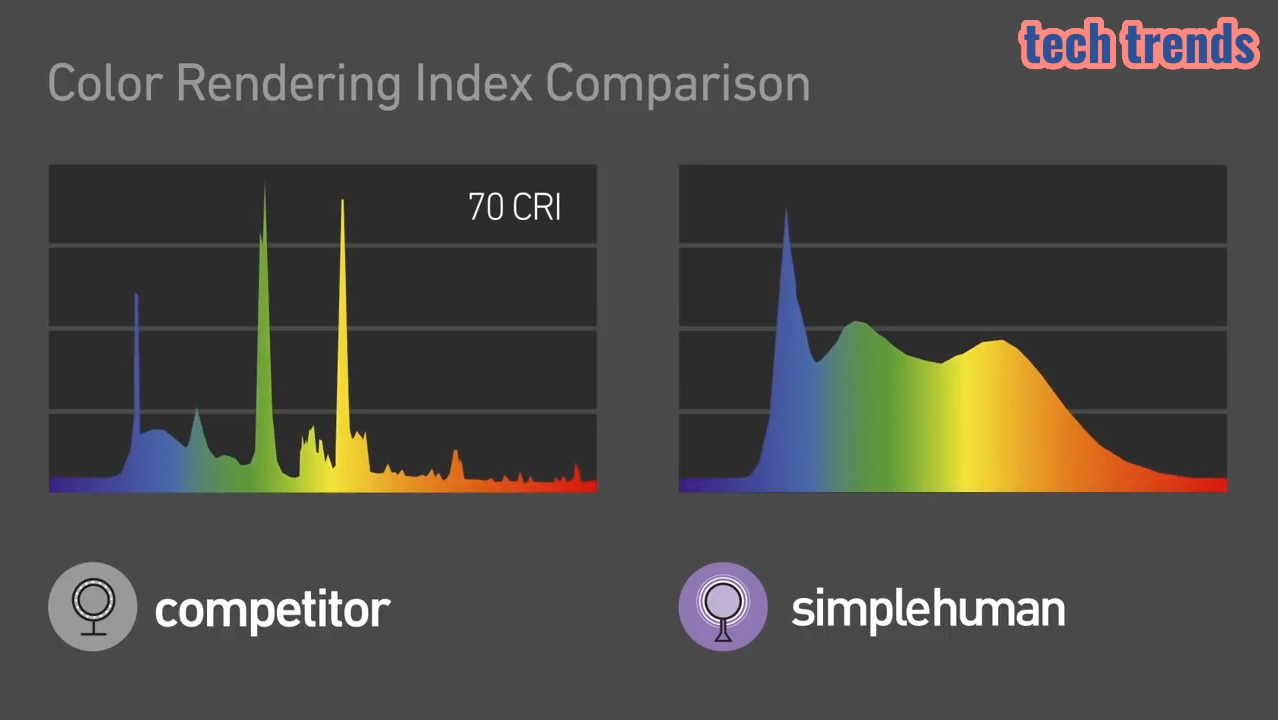 tech trends
Color Rendering Index Comparison
70 CRI
competitor
simplehuman